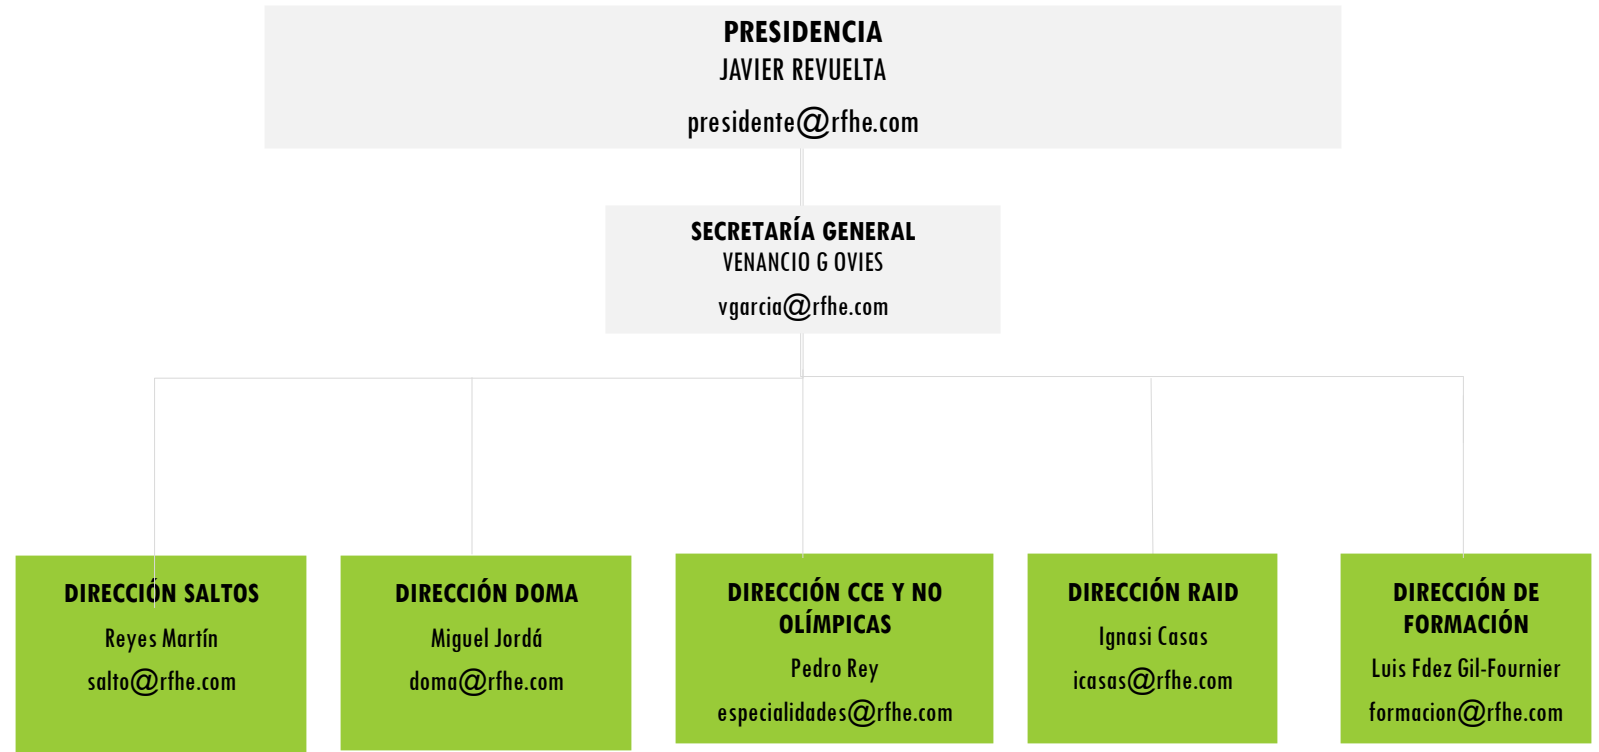 PRESIDENCIA
JAVIER REVUELTA
presidente@rfhe.com
SECRETARÍA GENERAL
VENANCIO G OVIES
vgarcia@rfhe.com
DIRECCIÓN SALTOS
Reyes Martín
salto@rfhe.com
DIRECCIÓN DOMA
Miguel Jordá
doma@rfhe.com
DIRECCIÓN CCE Y NO
OLÍMPICAS
Pedro Rey
especialidades@rfhe.com
DIRECCIÓN RAID
Ignasi Casas
icasas@rfhe.com
DIRECCIÓN DE
FORMACIÓN
Luis Fdez Gil-Fournier
formacion@rfhe.com